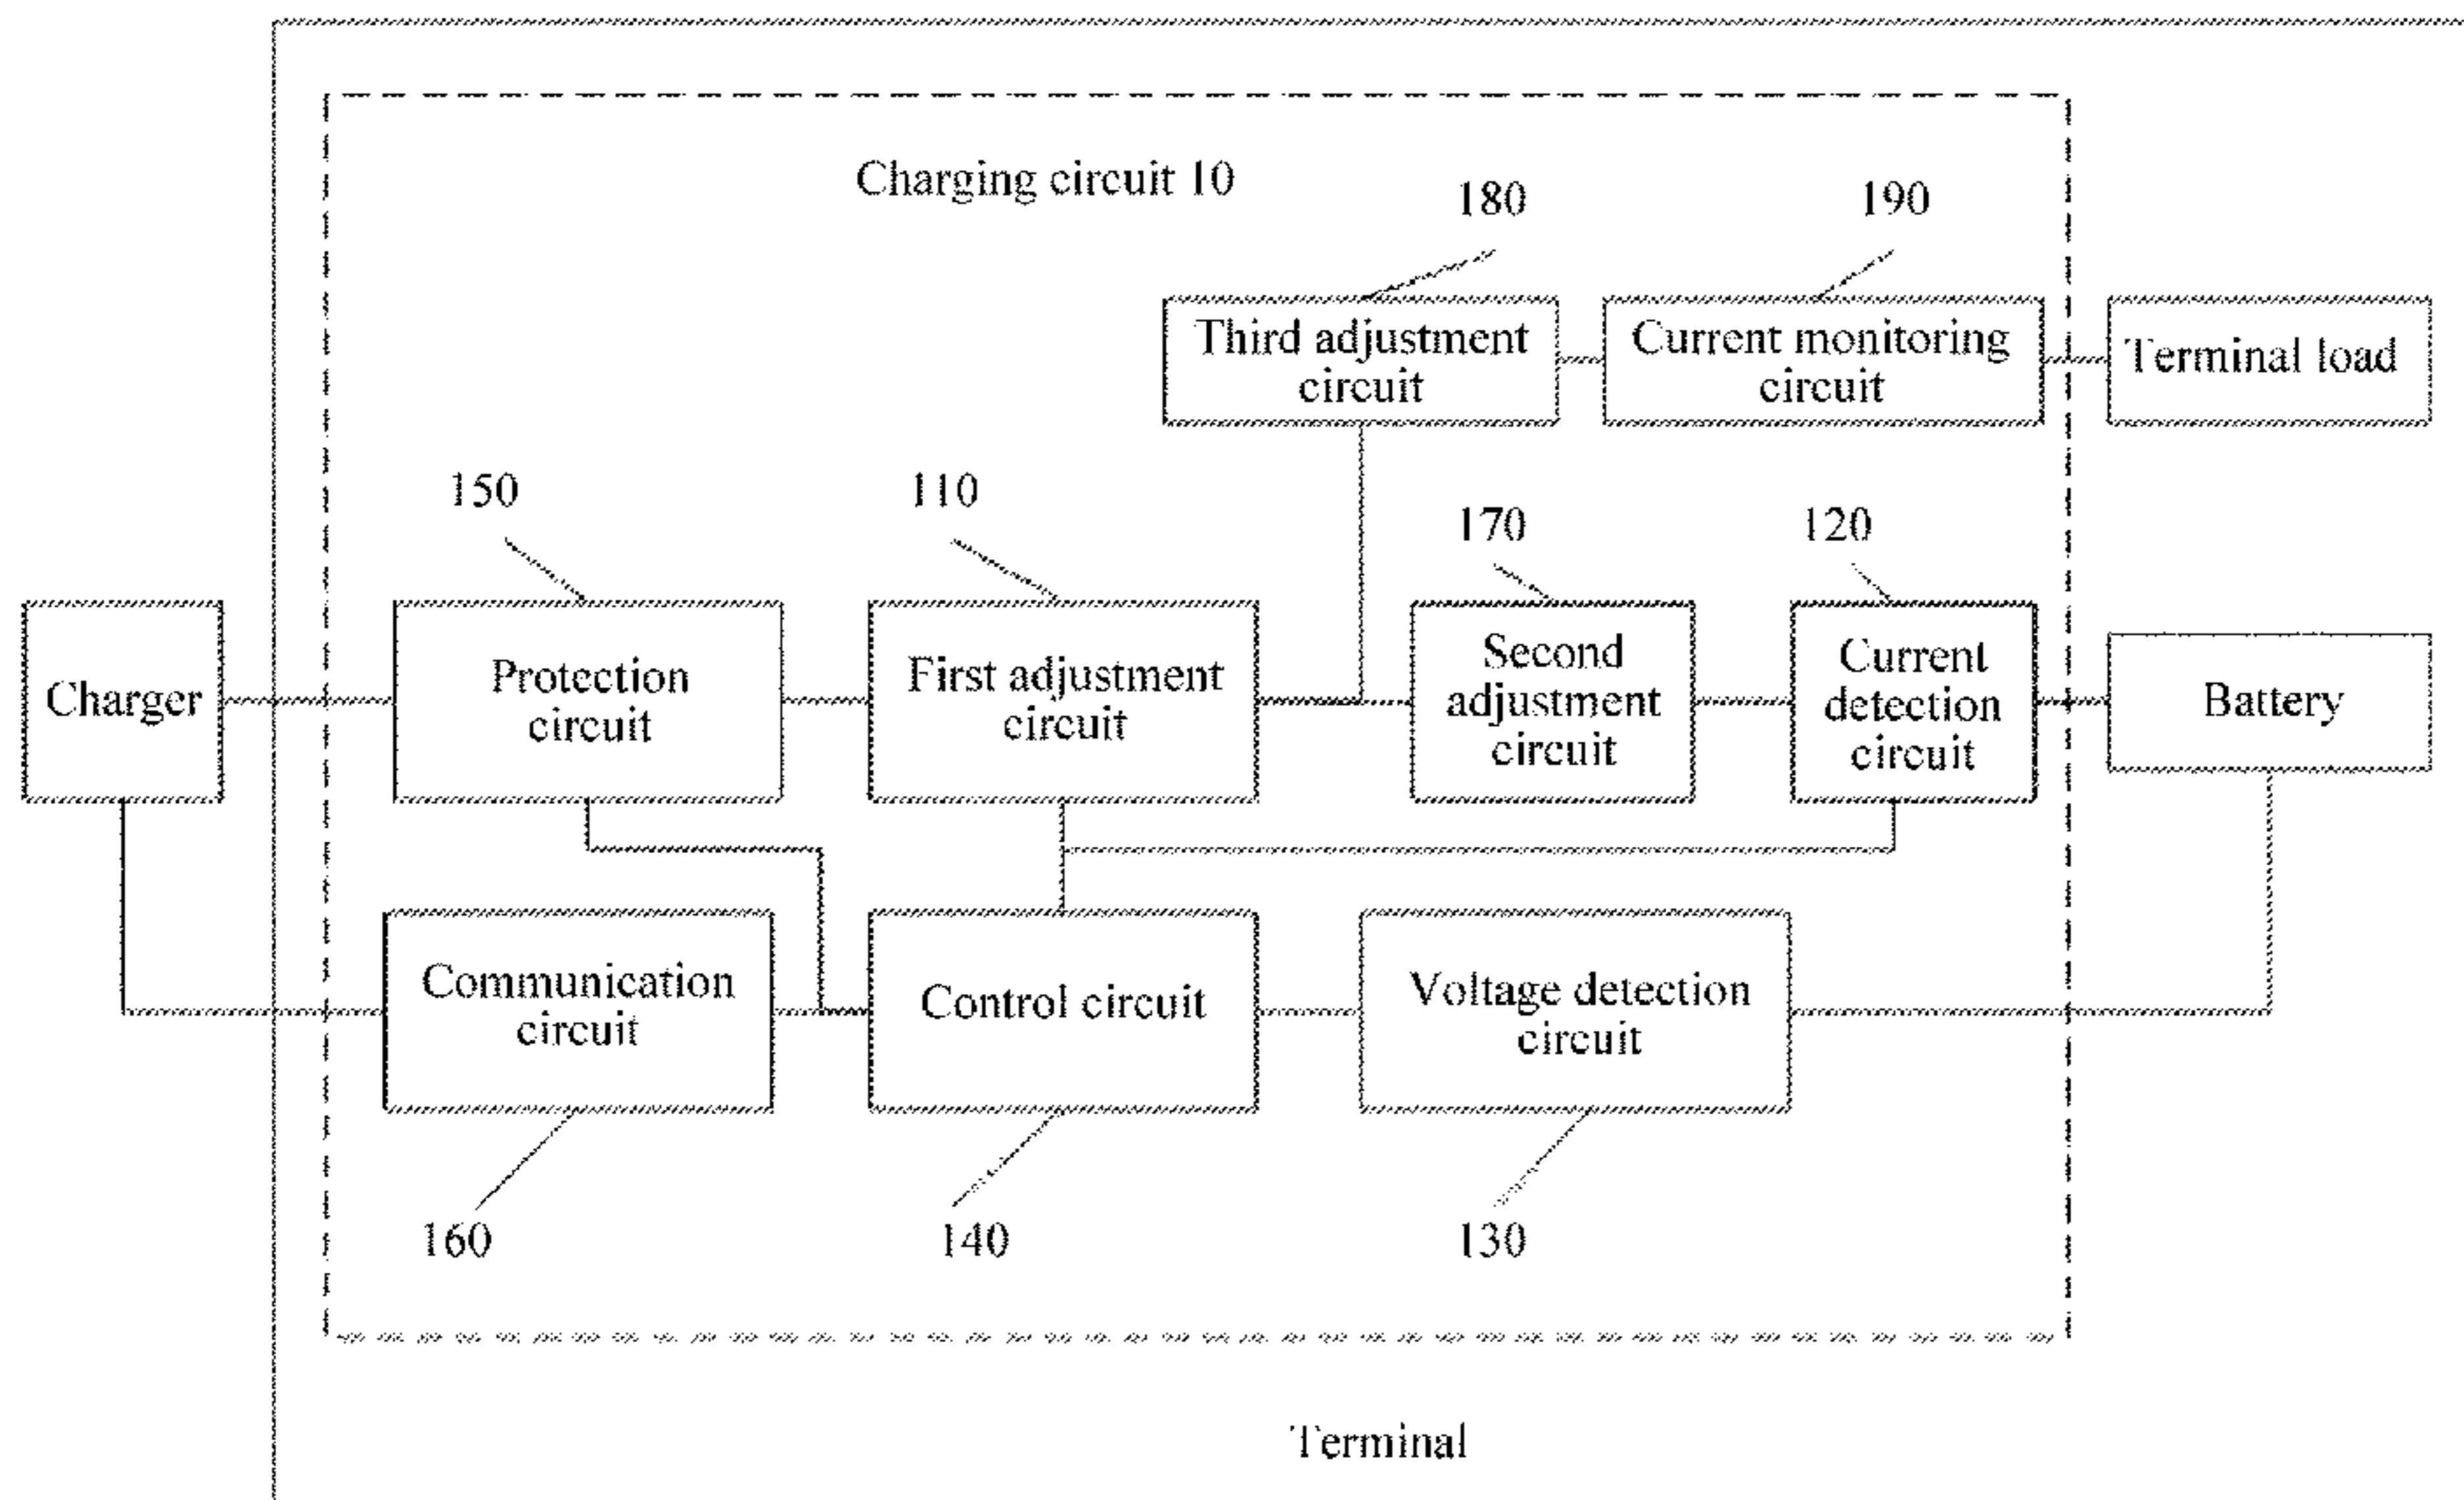 Charging circuit 10
180
190
Third adjustment
circuit
Current monitoring
circuit
Terminal load
150
110
170
120
Charger
Protection
circuit
First adjustment
circuit
Second
adjustment
circuit
Current
detection
circuit
Battery
Communication
circuit
Control circuit
Voltage detection
circuit
160
140
130
Terminal